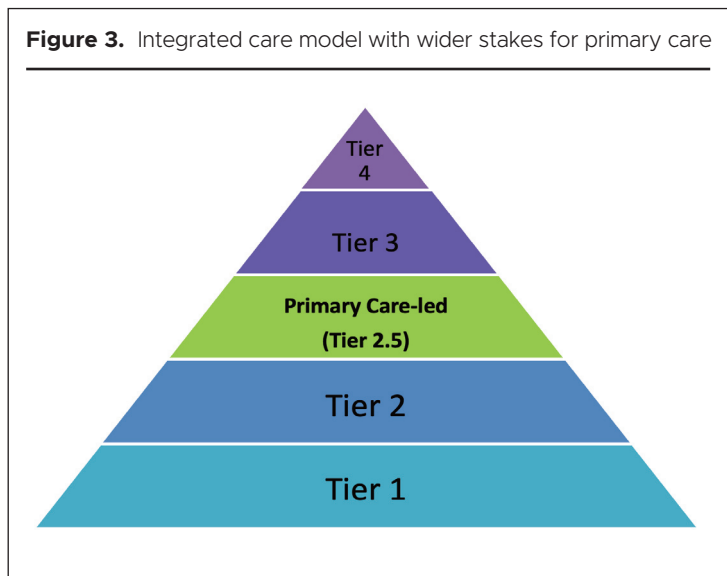 Figure 3. Integrated care model with wider stakes for primary care
Tier
4
Tier 3
Primary Care-led
(Tier 2.5)
Tier 2
Tier 1